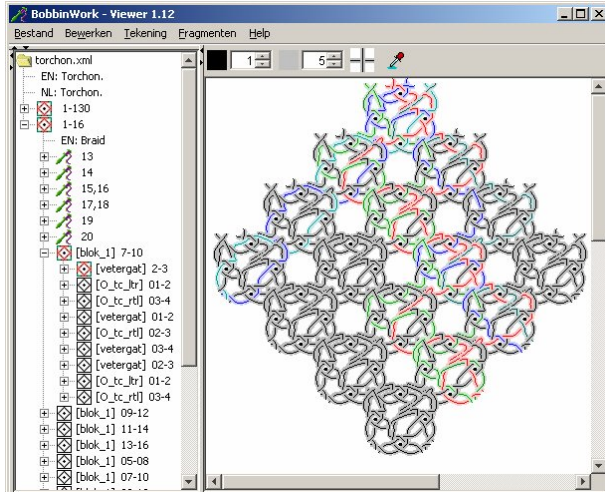 BobbinWork - Viewer 1.12
Bestand Bewerken Tekening Fragmenten Help
1 5
torchon.xml
EN: Torchon.
NL: Torchon.
1-130
1-16
EN: Braid
13
14
15,16
17,18
19
20
[blok_1] 7-10
[vetergat] 2-3
[O_tc_ltr] 01-2
[O_tc_rtl] 03-4
[vetergat] 01-2
[O_tc_rtl] 02-3
[vetergat] 03-4
[vetergat] 02-3
[O_tc_ltr] 01-2
[O_tc_rtl] 03-4
[blok_1] 09-12
[blok_1] 11-14
[blok_1] 13-16
[blok_1] 05-08
[blok_1] 07-10